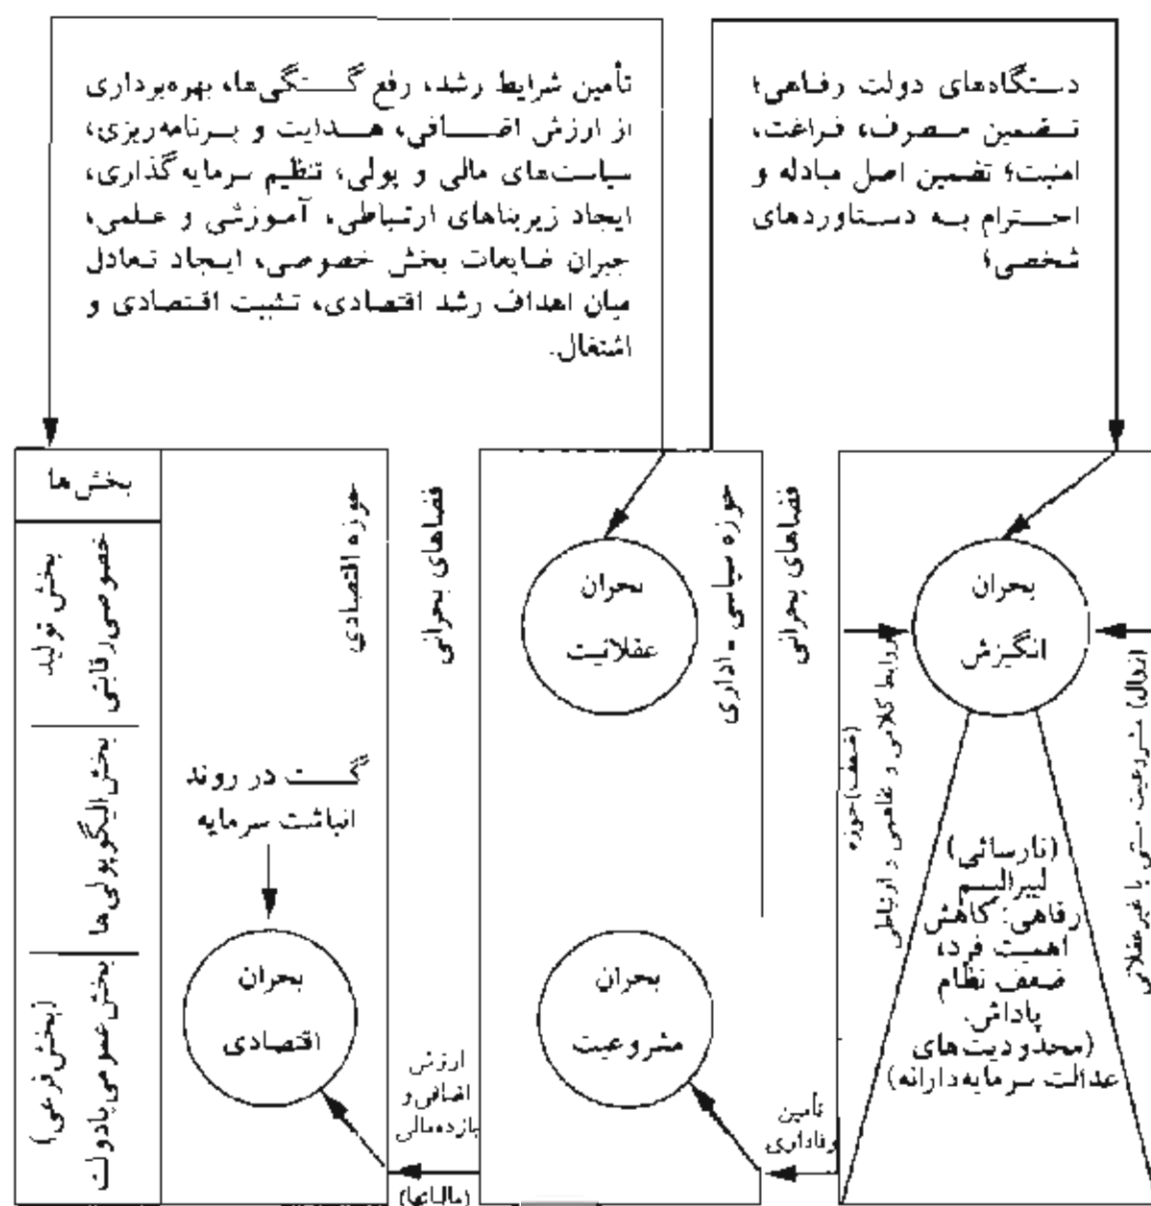 دستگاه‌های دولت رفاهی؛
تضمین مصرف، فراغت،
امنیت؛ تضمین اصل مبادله و
احترام به دستاوردهای
شخصی؛
تأمین شرایط رشد، رفع گسستگی‌ها، بهره‌برداری
از ارزش اضافی، هدایت و برنامه‌ریزی،
سیاست‌های مالی و پولی، تنظیم سرمایه‌گذاری،
ایجاد زیربناهای ارتباطی، آموزشی و علمی،
جبران ضایعات بخش خصوصی، ایجاد تعادل
میان اهداف رشد اقتصادی، تثبیت اقتصادی و
اشتغال.
مشروعیت سنتی یا غیرعقلانی
بحران
انگیزش
(نارسائی)
لیبرالیسم
رفاهی: کاهش
اهمیت فرد،
ضعف نظام
پاداش.
(محدودیت‌های
عدالت سرمایه‌دارانه)
(ضعف) حوزه
روابط کلامی و تفاهمی و ارتباطی
فضاهای بحرانی
تأمین
وفاداری
حوزه سیاسی - اداری
بحران
عقلانیت
بحران
مشروعیت
فضاهای بحرانی
ارزش
اضافی و
بازده‌مالی
(مالیاتها)
حوزه اقتصادی
گسست در روند
انباشت سرمایه
بحران
اقتصادی
بخش‌ها
بخش تولید
خصوصی رقابتی
بخش الیگوپولی‌ها
بخش عمومی یا دولت
(بخش فرعی)